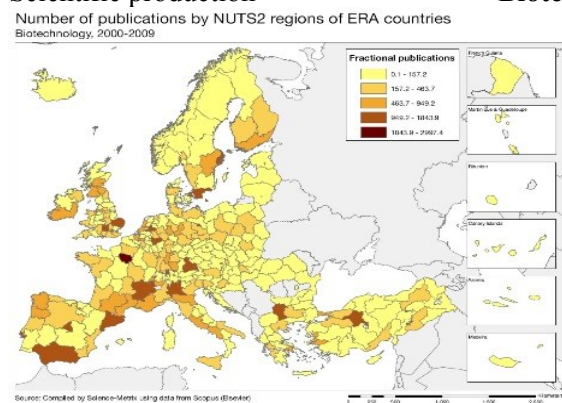 Scientific production
Biote
Number of publications by NUTS2 regions of ERA countries
Biotechnology, 2000-2009
Fractional publications
0.1 - 157.2
157.2 - 463.7
463.7 - 949.2
949.2 - 1843.9
1843.9 - 2997.4
French Guiana
Martinique & Guadeloupe
Réunion
Canary Islands
Madeira
Source: Compiled by Science-Metrix using data from Scopus (Elsevier)